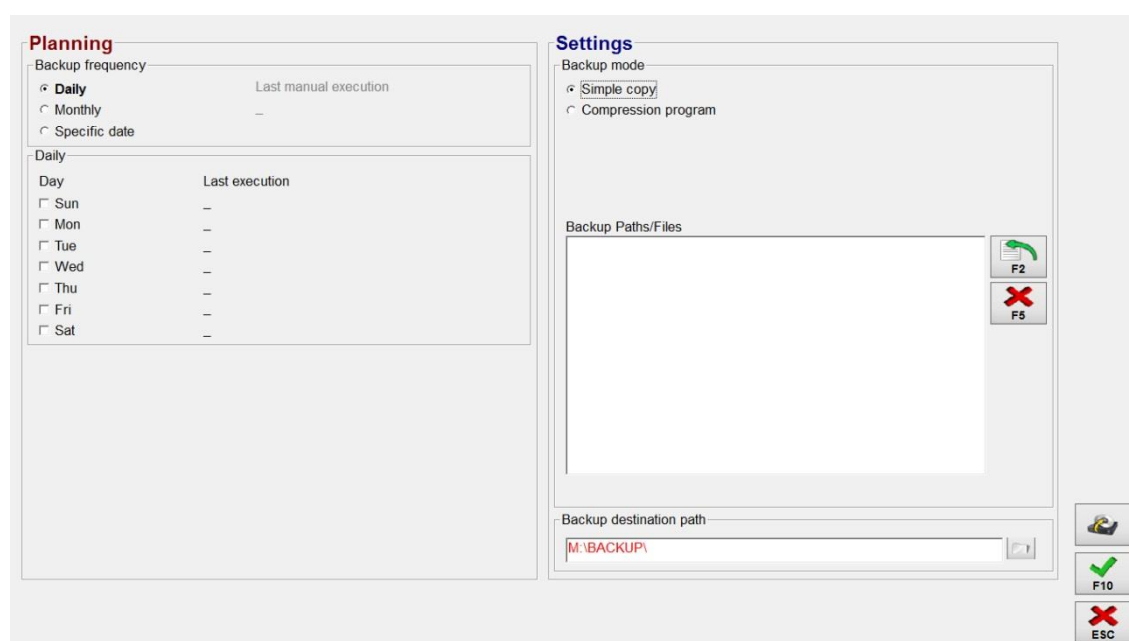 Planning
Backup frequency
Daily
Last manual execution
Monthly
_
Specific date
Daily
Day Last execution
Sun _
Mon _
Tue _
Wed _
Thu _
Fri _
Sat _
Settings
Backup mode
Simple copy
Compression program
Backup Paths/Files
F2
F5
Backup destination path
M:\BACKUP\
F10
ESC